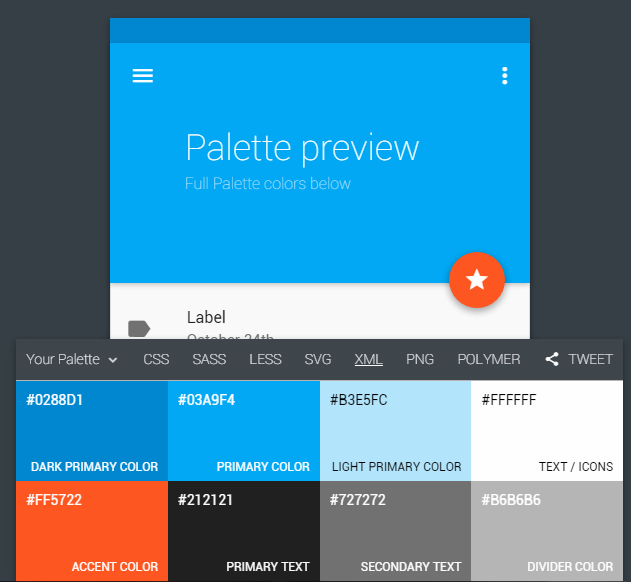 Palette preview
Full Palette colors below
Label
October 24th
Your Palette CSS SASS LESS SVG XML PNG POLYMER TWEET
#0288D1 #03A9F4 #B3E5FC #FFFFFF
DARK PRIMARY COLOR PRIMARY COLOR LIGHT PRIMARY COLOR TEXT / ICONS
#FF5722 #212121 #727272 #B6B6B6
ACCENT COLOR PRIMARY TEXT SECONDARY TEXT DIVIDER COLOR